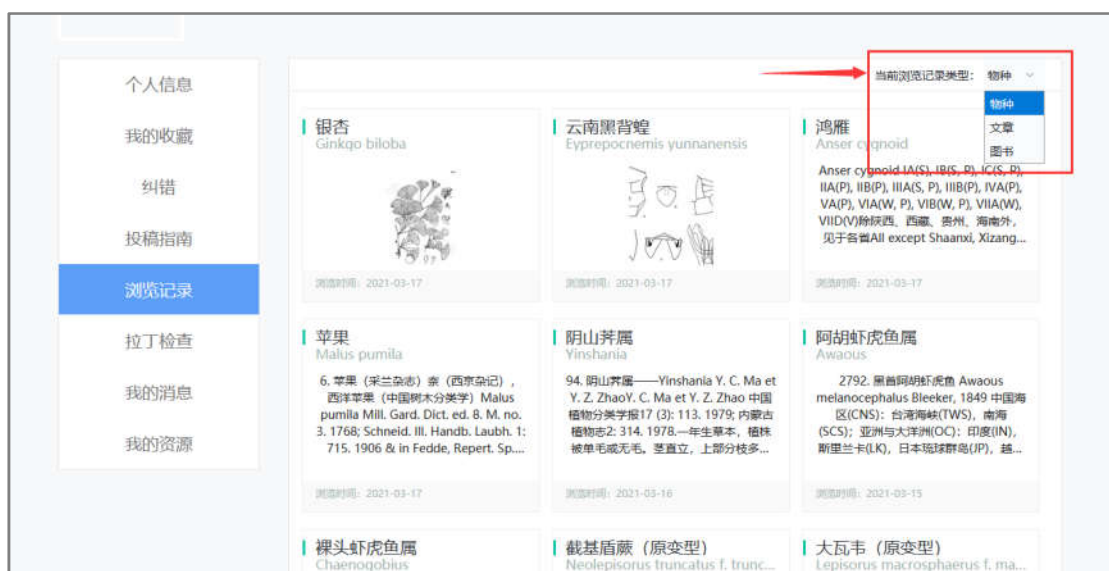 个人信息
我的收藏
纠错
投稿指南
浏览记录
拉丁检查
我的消息
我的资源
当前浏览记录类型： 物种
物种
文章
图书
银杏
Ginkgo biloba
浏览时间：2021-03-17
云南黑背蝗
Eyprepocnemis yunnanensis
浏览时间：2021-03-17
鸿雁
Anser cygnoid
Anser cygnoid IA(S), IB(S, P), IC(S, P),
IIA(P), IIB(P), IIIA(S, P), IIIB(P), IVA(P),
VA(P), VIA(W, P), VIB(W, P), VIIA(W),
VIID(V)除陕西、西藏、贵州、海南外，
见于各省All except Shaanxi, Xizang...
浏览时间：2021-03-17
苹果
Malus pumila
6. 苹果（采兰杂志）柰（西京杂记），
西洋苹果（中国树木分类学）Malus
pumila Mill. Gard. Dict. ed. 8. M. no.
3. 1768; Schneid. Ill. Handb. Laubh. 1:
715. 1906 & in Fedde, Repert. Sp....
浏览时间：2021-03-17
阴山荠属
Yinshania
94. 阴山荠属——Yinshania Y. C. Ma et
Y. Z. ZhaoY. C. Ma et Y. Z. Zhao 中国
植物分类学报17 (3): 113. 1979; 内蒙古
植物志2: 314. 1978.一年生草本，植株
被单毛或无毛。茎直立，上部分枝多...
浏览时间：2021-03-16
阿胡虾虎鱼属
Awaous
2792. 黑首阿胡虾虎鱼 Awaous
melanocephalus Bleeker, 1849 中国海
区(CNS)：台湾海峡(TWS)，南海
(SCS)；亚洲与大洋洲(OC)：印度(IN)，
斯里兰卡(LK)，日本琉球群岛(JP)，越...
浏览时间：2021-03-15
裸头虾虎鱼属
Chaenogobius
截基盾蕨（原变型）
Neolepisorus truncatus f. trunc...
大瓦韦（原变型）
Lepisorus macrosphaerus f. ma...